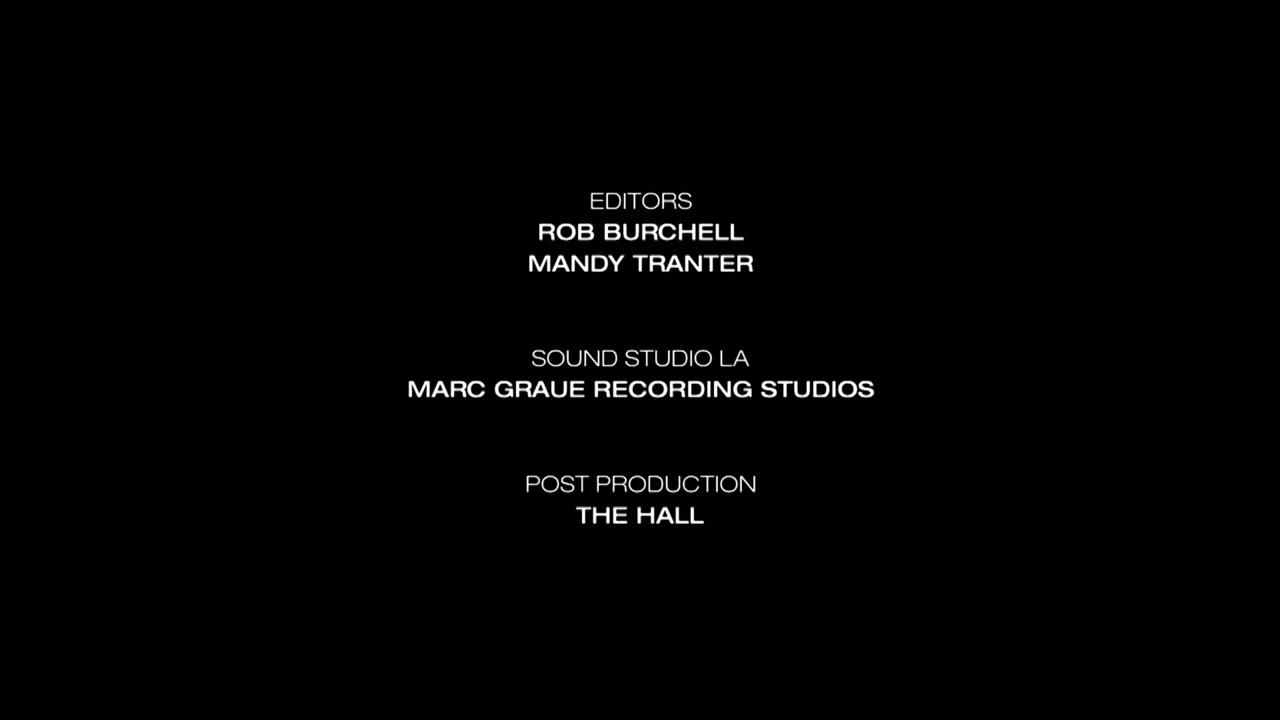 EDITORS
ROB BURCHELL
MANDY TRANTER
SOUND STUDIO LA
MARC GRAUE RECORDING STUDIOS
POST PRODUCTION
THE HALL